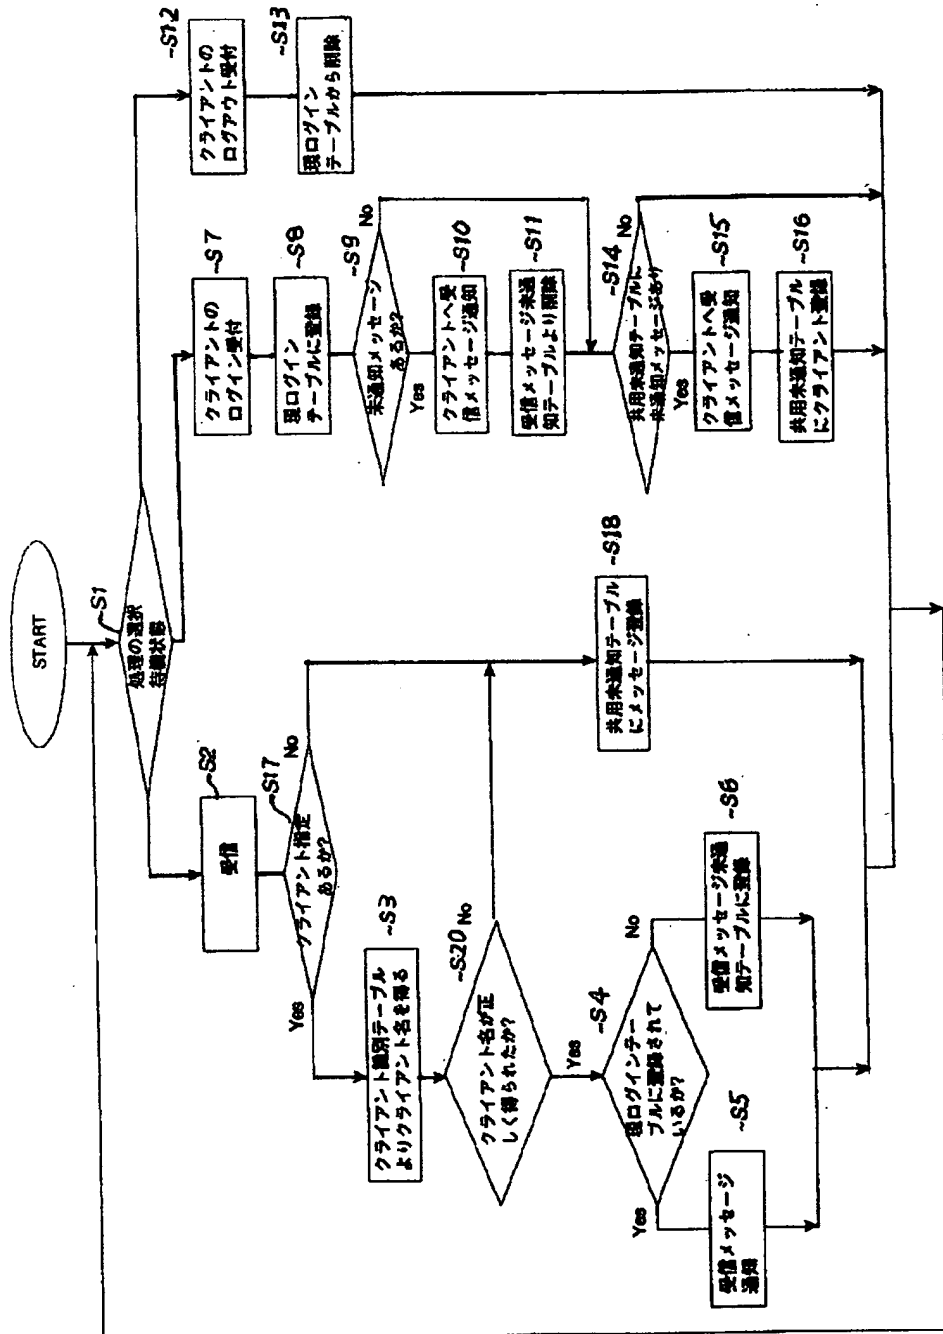 START
~S1
処理の選択
待機状態
~S2
受信
~S17
クライアント指定
あるか?
Yes
No
~S3
クライアント識別テーブル
よりクライアント名を得る
~S20
クライアント名が正
しく得られたか?
No
Yes
~S4
現ログインテー
ブルに登録されて
いるか?
Yes
No
~S5
受信メッセージ
通知
~S6
受信メッセージ未通
知テーブルに登録
~S18
共用未通知テーブル
にメッセージ登録
~S7
クライアントの
ログイン受付
~S8
現ログイン
テーブルに登録
~S9
未通知メッセージ
あるか?
No
Yes
~S10
クライアントへ受
信メッセージ通知
~S11
受信メッセージ未通
知テーブルより削除
~S14
共用未通知テーブルに
未通知メッセージあり
No
Yes
~S15
クライアントへ受
信メッセージ通知
~S16
共用未通知テーブル
にクライアント登録
~S12
クライアントの
ログアウト受付
~S13
現ログイン
テーブルから削除